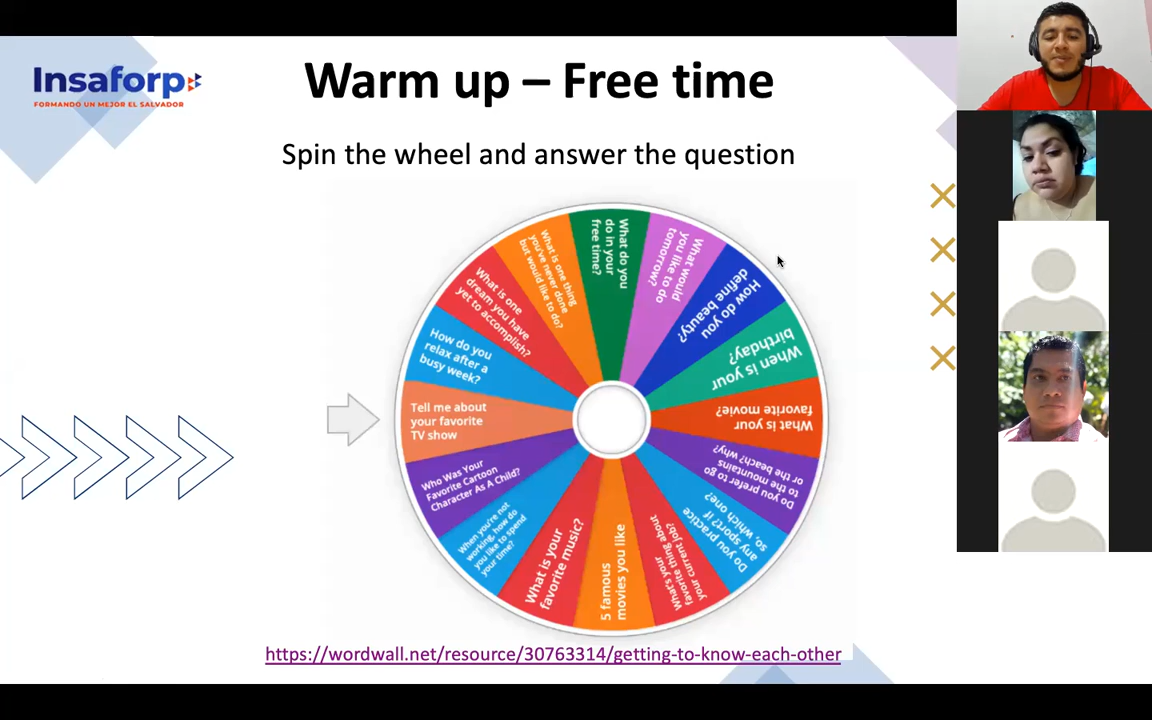 Insaforp
FORMANDO UN MEJOR EL SALVADOR
Warm up – Free time
Spin the wheel and answer the question
What do you
do in your
free time?
What would
you like to do
tomorrow?
How do you
define beauty?
When is your
birthday?
What is your
favorite movie?
Do you prefer to go
to the mountains
or the beach? why?
Do you practice
any sport? If
so, which one?
What's your
favorite thing about
your current job?
5 famous
movies you like
What is your
favorite music?
When you're not
working, how do
you like to spend
your time?
Who Was Your
Favorite Cartoon
Character As A Child?
Tell me about
your favorite
TV show
How do you
relax after a
busy week?
What is one
dream you have
yet to accomplish?
What is one thing
you've never done
but would like to do?
https://wordwall.net/resource/30763314/getting-to-know-each-other